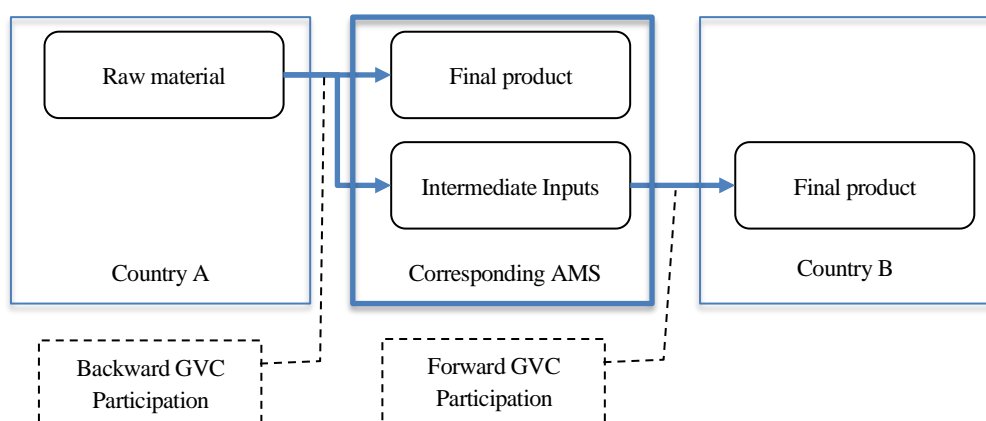 Raw material
Final product
Intermediate Inputs
Final product
Country A
Corresponding AMS
Country B
Backward GVC
Participation
Forward GVC
Participation